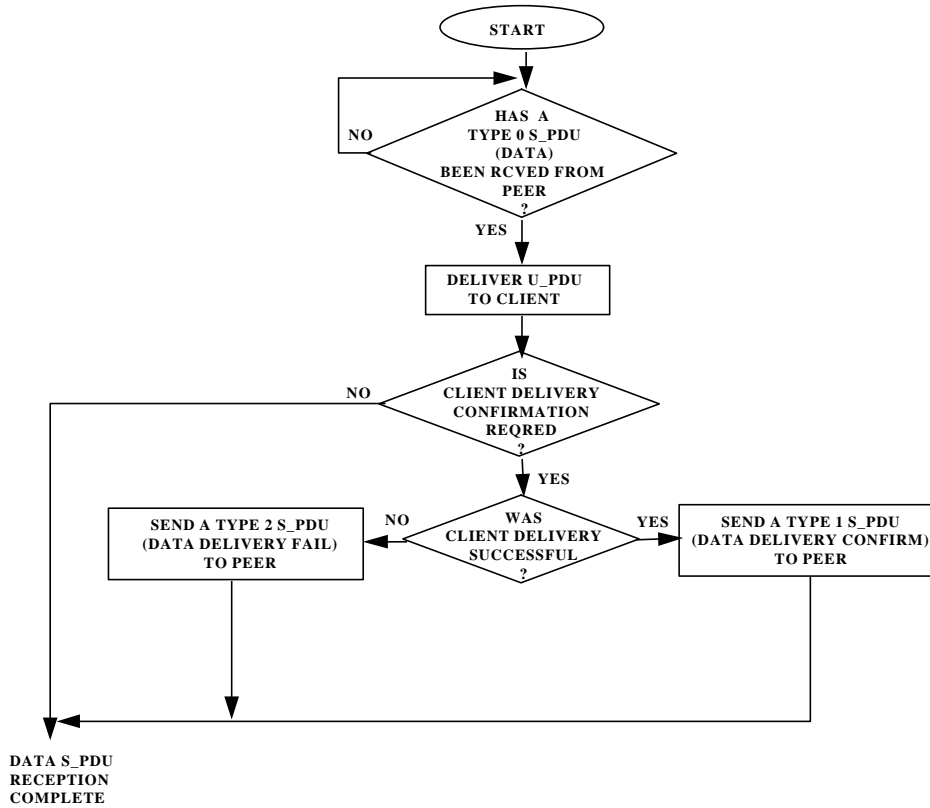 START
HAS A
TYPE 0 S_PDU
(DATA)
BEEN RCVED FROM
PEER
?
NO
YES
DELIVER U_PDU
TO CLIENT
IS
CLIENT DELIVERY
CONFIRMATION
REQRED
?
NO
YES
WAS
CLIENT DELIVERY
SUCCESSFUL
?
NO
YES
SEND A TYPE 2 S_PDU
(DATA DELIVERY FAIL)
TO PEER
SEND A TYPE 1 S_PDU
(DATA DELIVERY CONFIRM)
TO PEER
DATA S_PDU
RECEPTION
COMPLETE